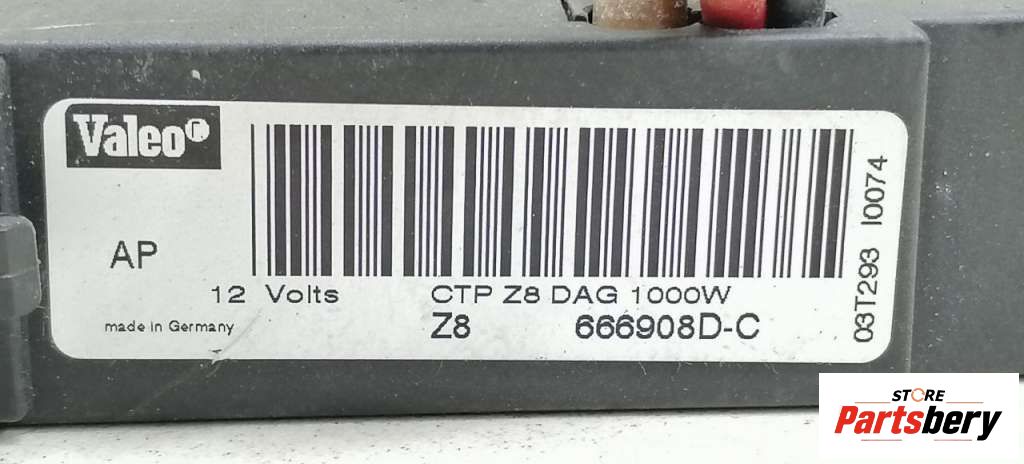 Valeo
AP
12 Volts CTP Z8 DAG 1000W
made in Germany Z8 666908D-C
03T293 I0074
STORE
Partsbery